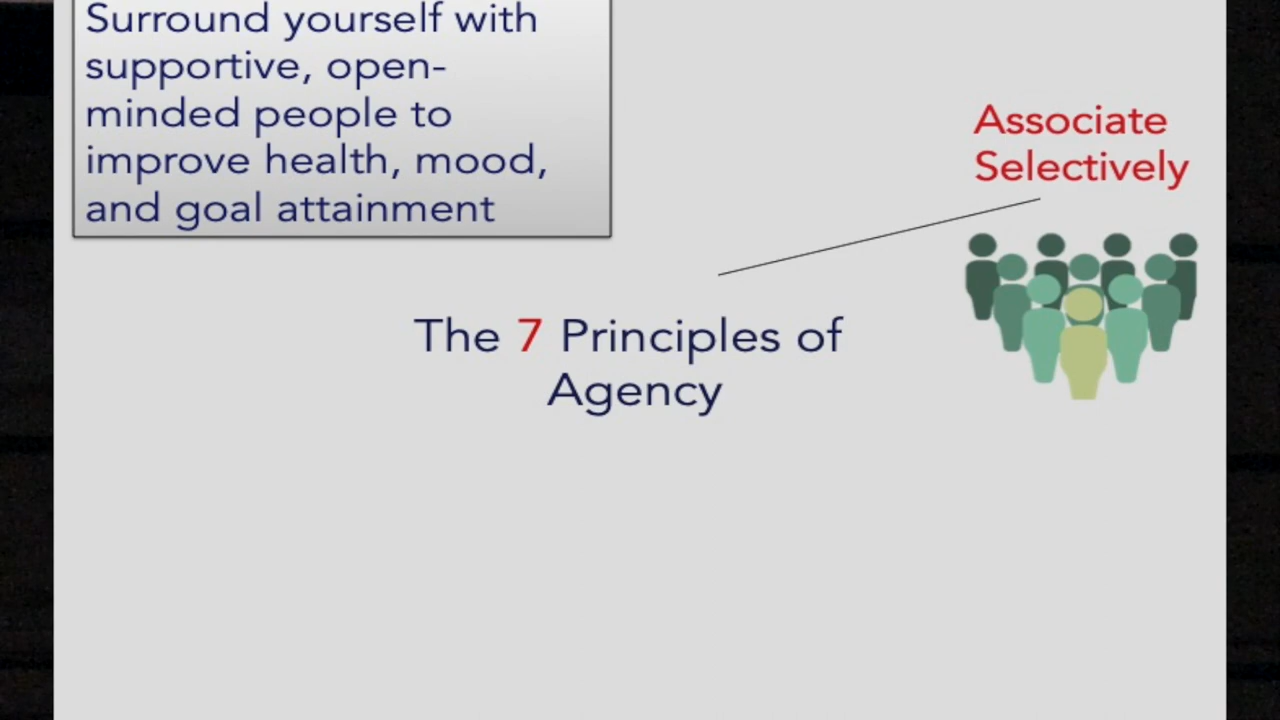 Surround yourself with
supportive, open-
minded people to
improve health, mood,
and goal attainment
Associate
Selectively
The 7 Principles of
Agency